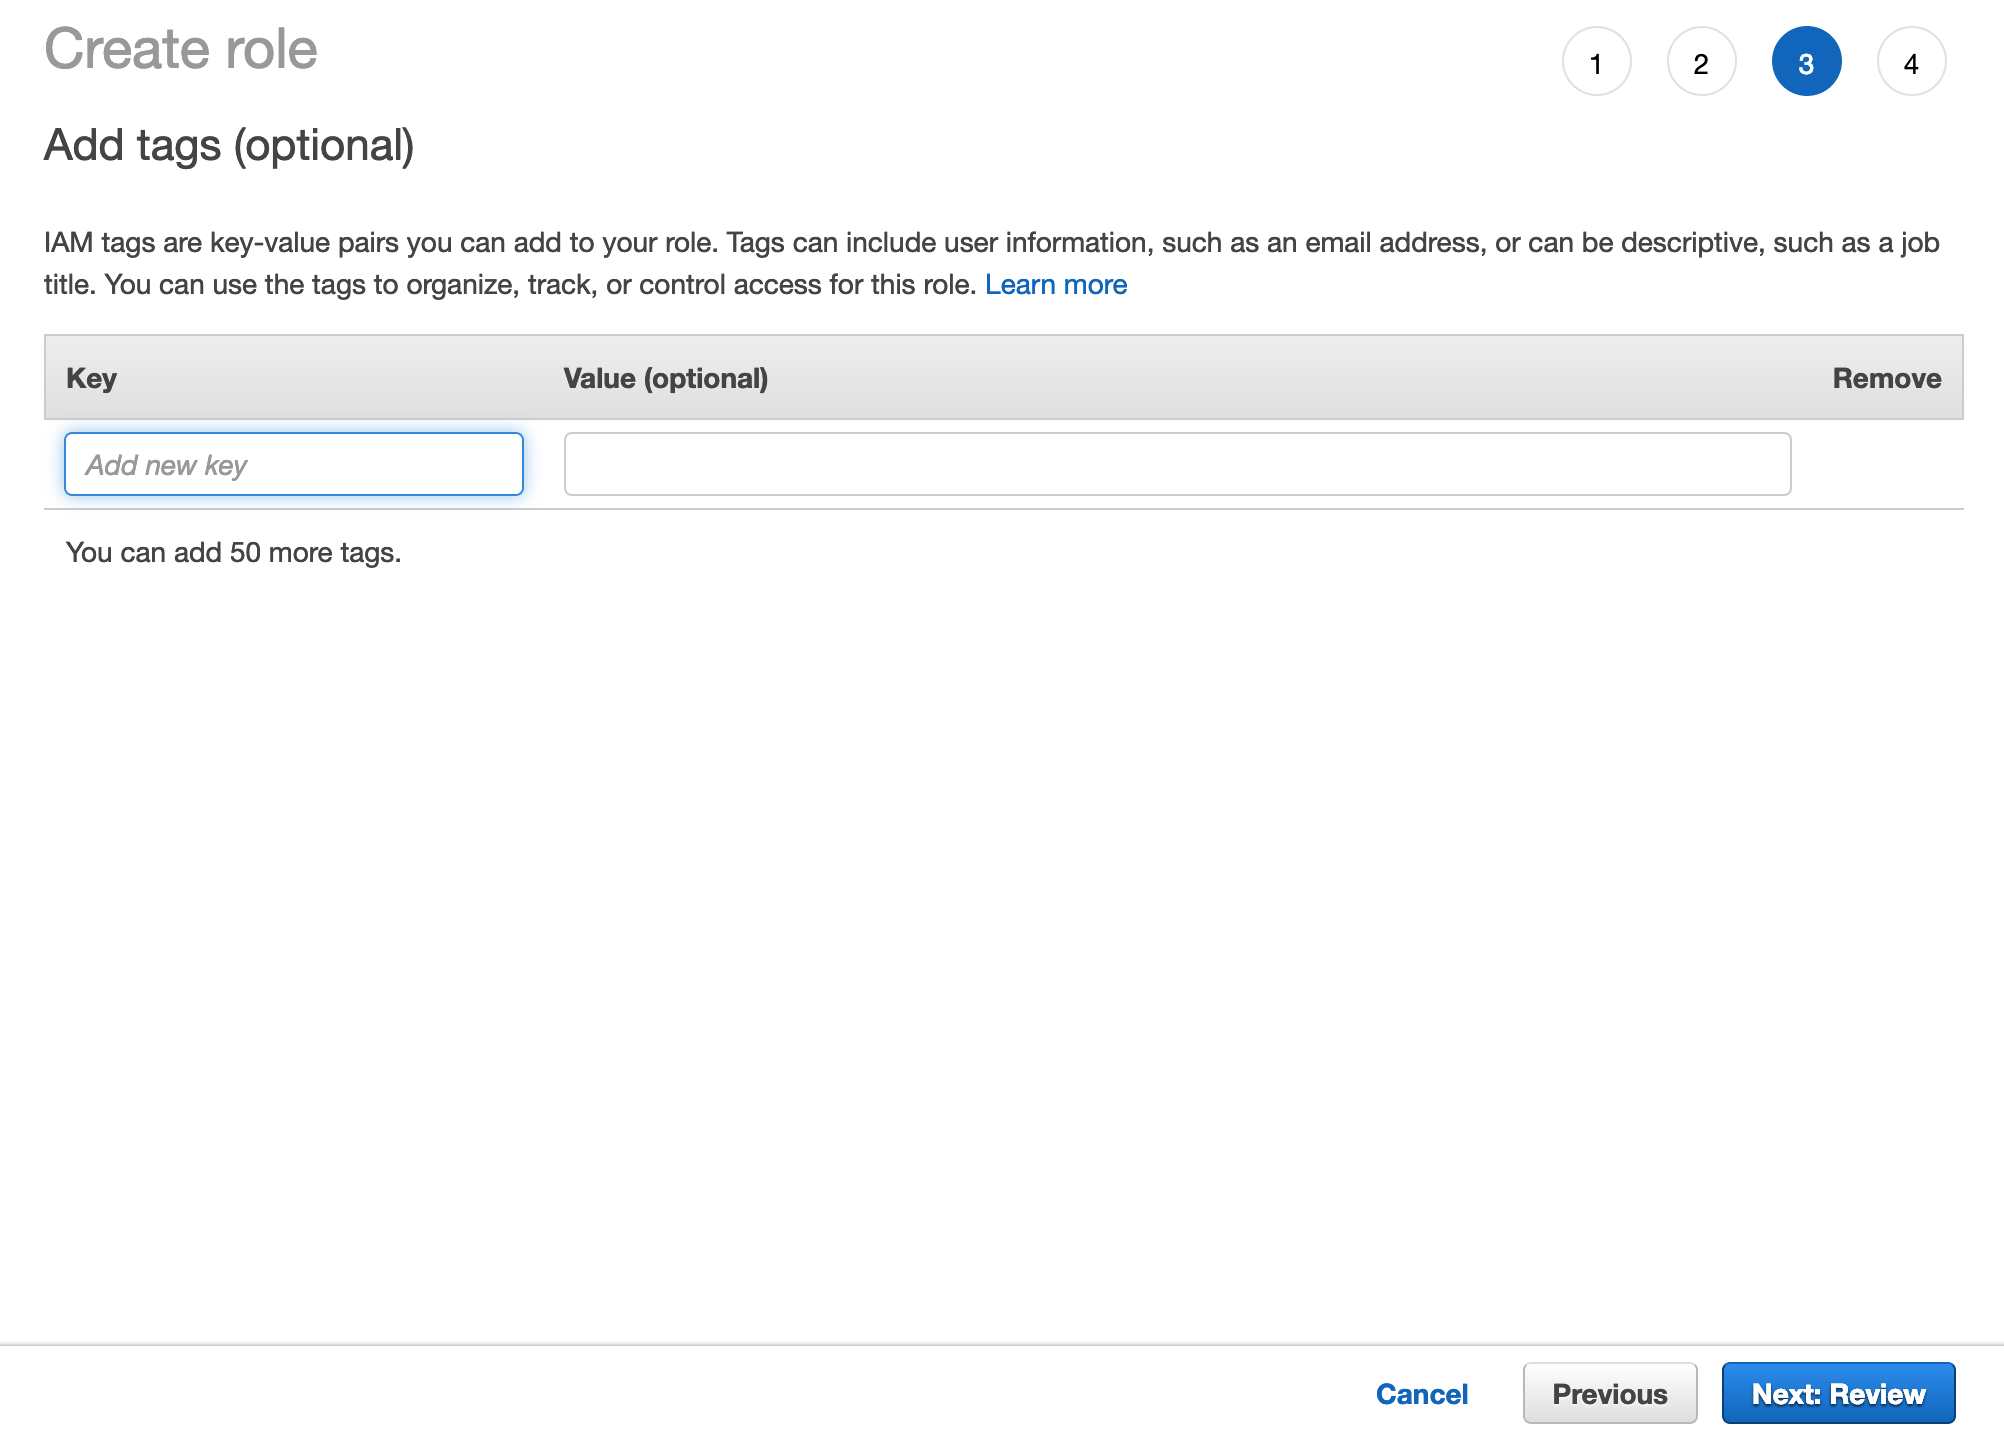 Create role
1 2 3 4
Add tags (optional)
IAM tags are key-value pairs you can add to your role. Tags can include user information, such as an email address, or can be descriptive, such as a job
title. You can use the tags to organize, track, or control access for this role. Learn more
Key Value (optional) Remove
Add new key
You can add 50 more tags.
Cancel Previous Next: Review